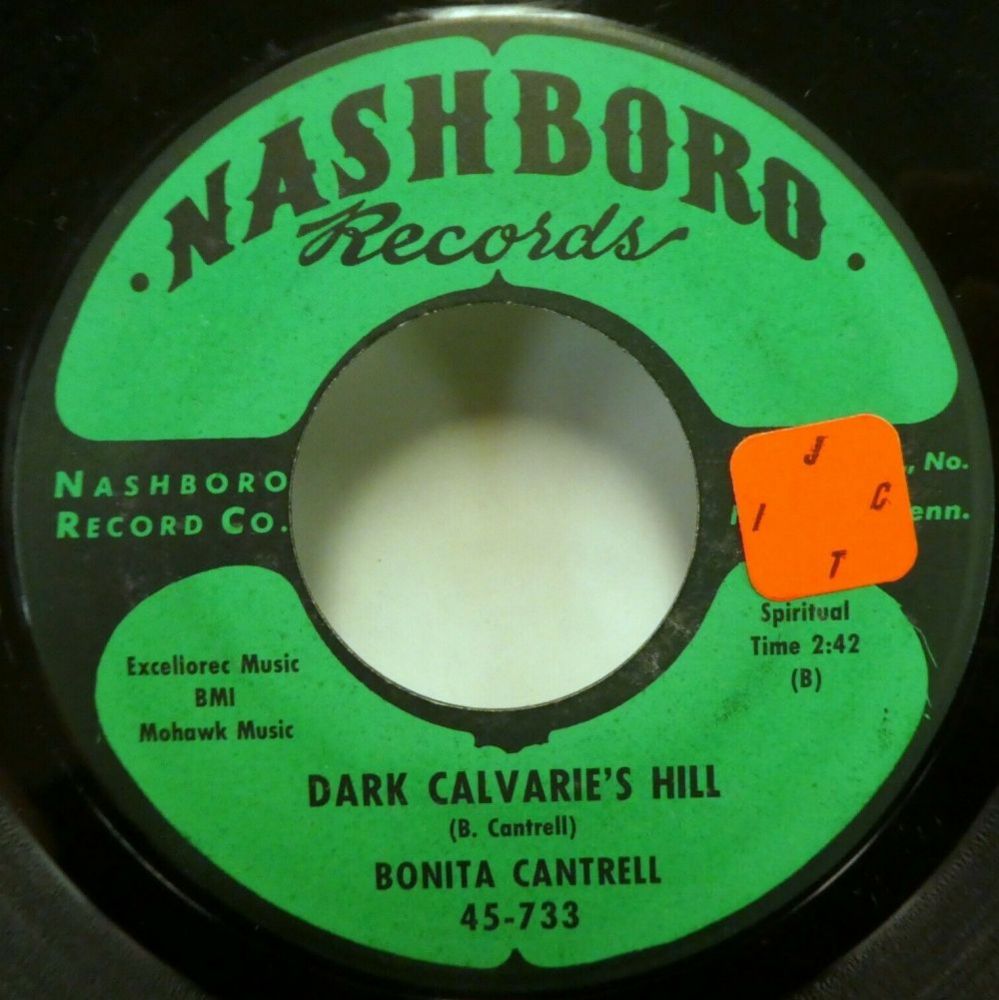 NASHBORO
Records
NASHBORO
RECORD CO.
, No.
enn.
J
C
I
T
Spiritual
Time 2:42
(B)
Excellorec Music
BMI
Mohawk Music
DARK CALVARIE'S HILL
(B. Cantrell)
BONITA CANTRELL
45-733